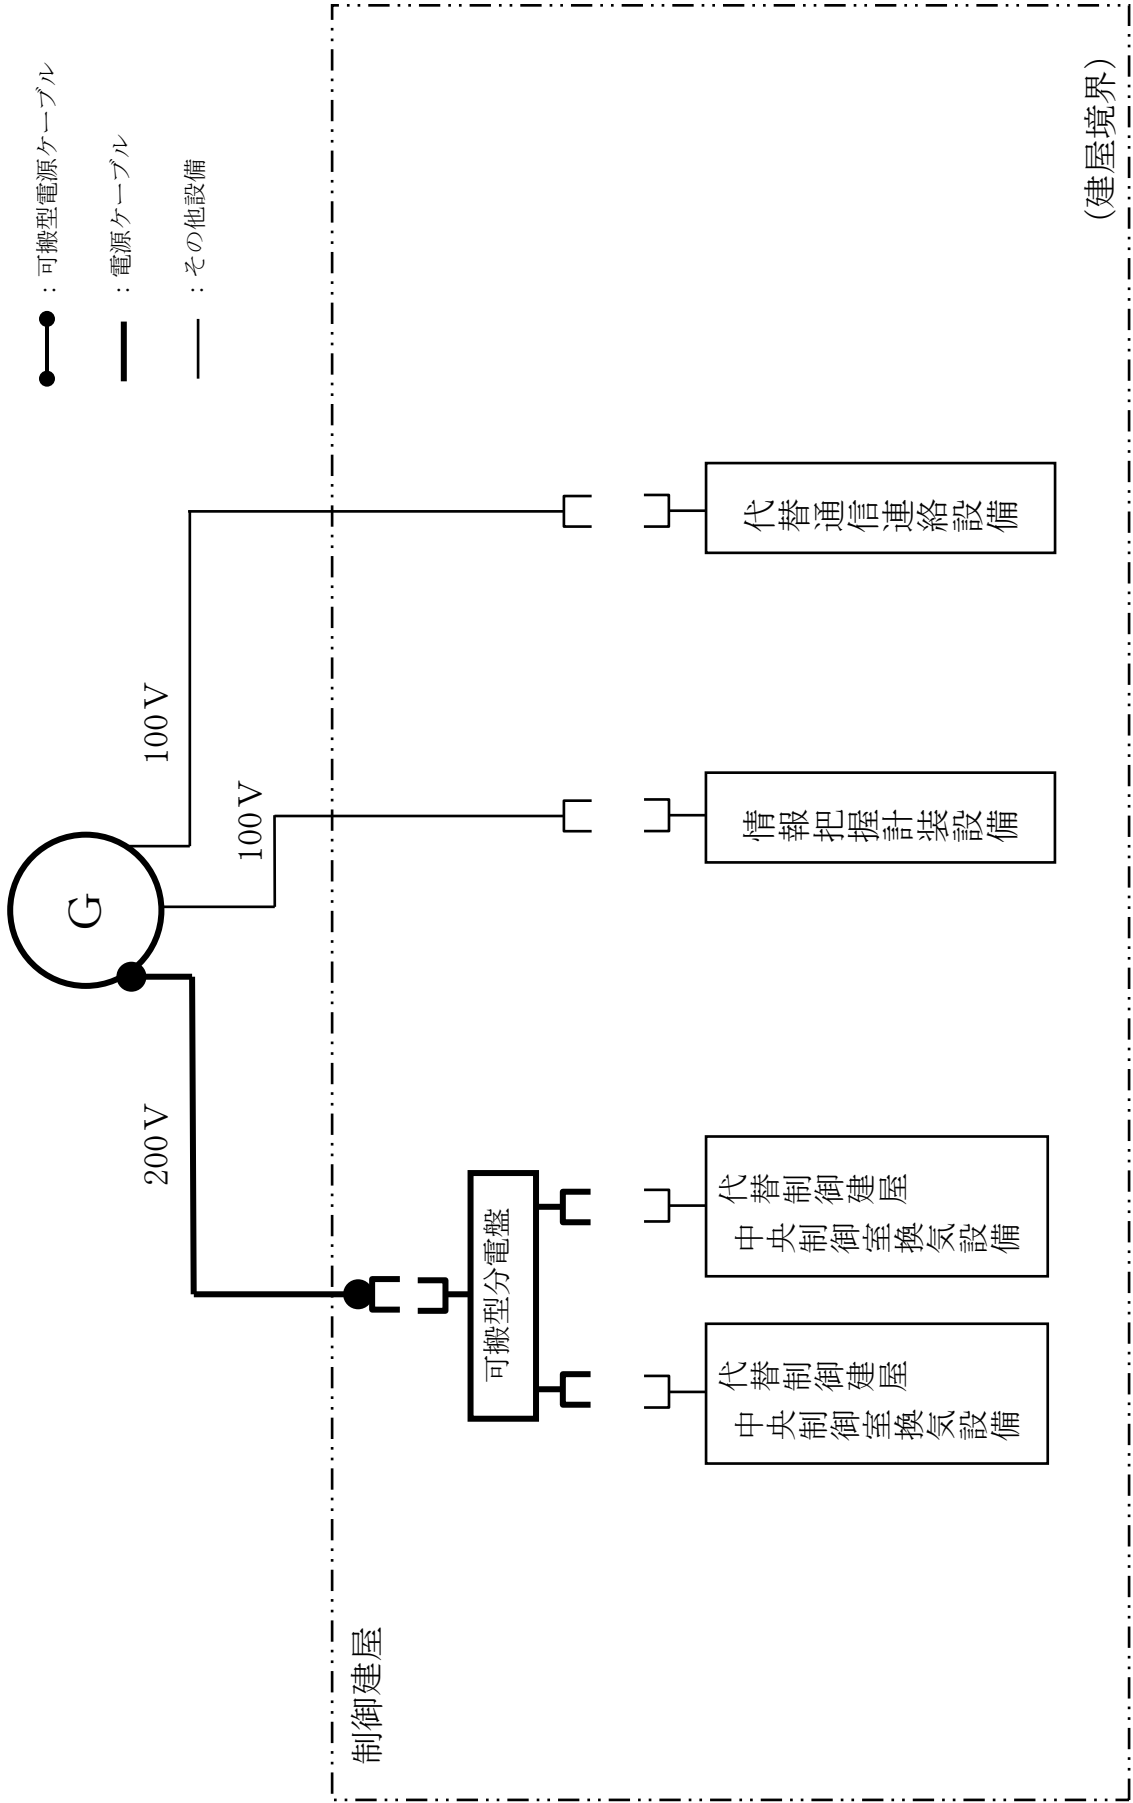 ：可搬型電源ケーブル
：電源ケーブル
：その他設備
G
200V
100V
100V
制御建屋
可搬型分電盤
代替制御建屋
中央制御室換気設備
代替制御建屋
中央制御室換気設備
情報把握計装設備
代替通信連絡設備
(建屋境界)